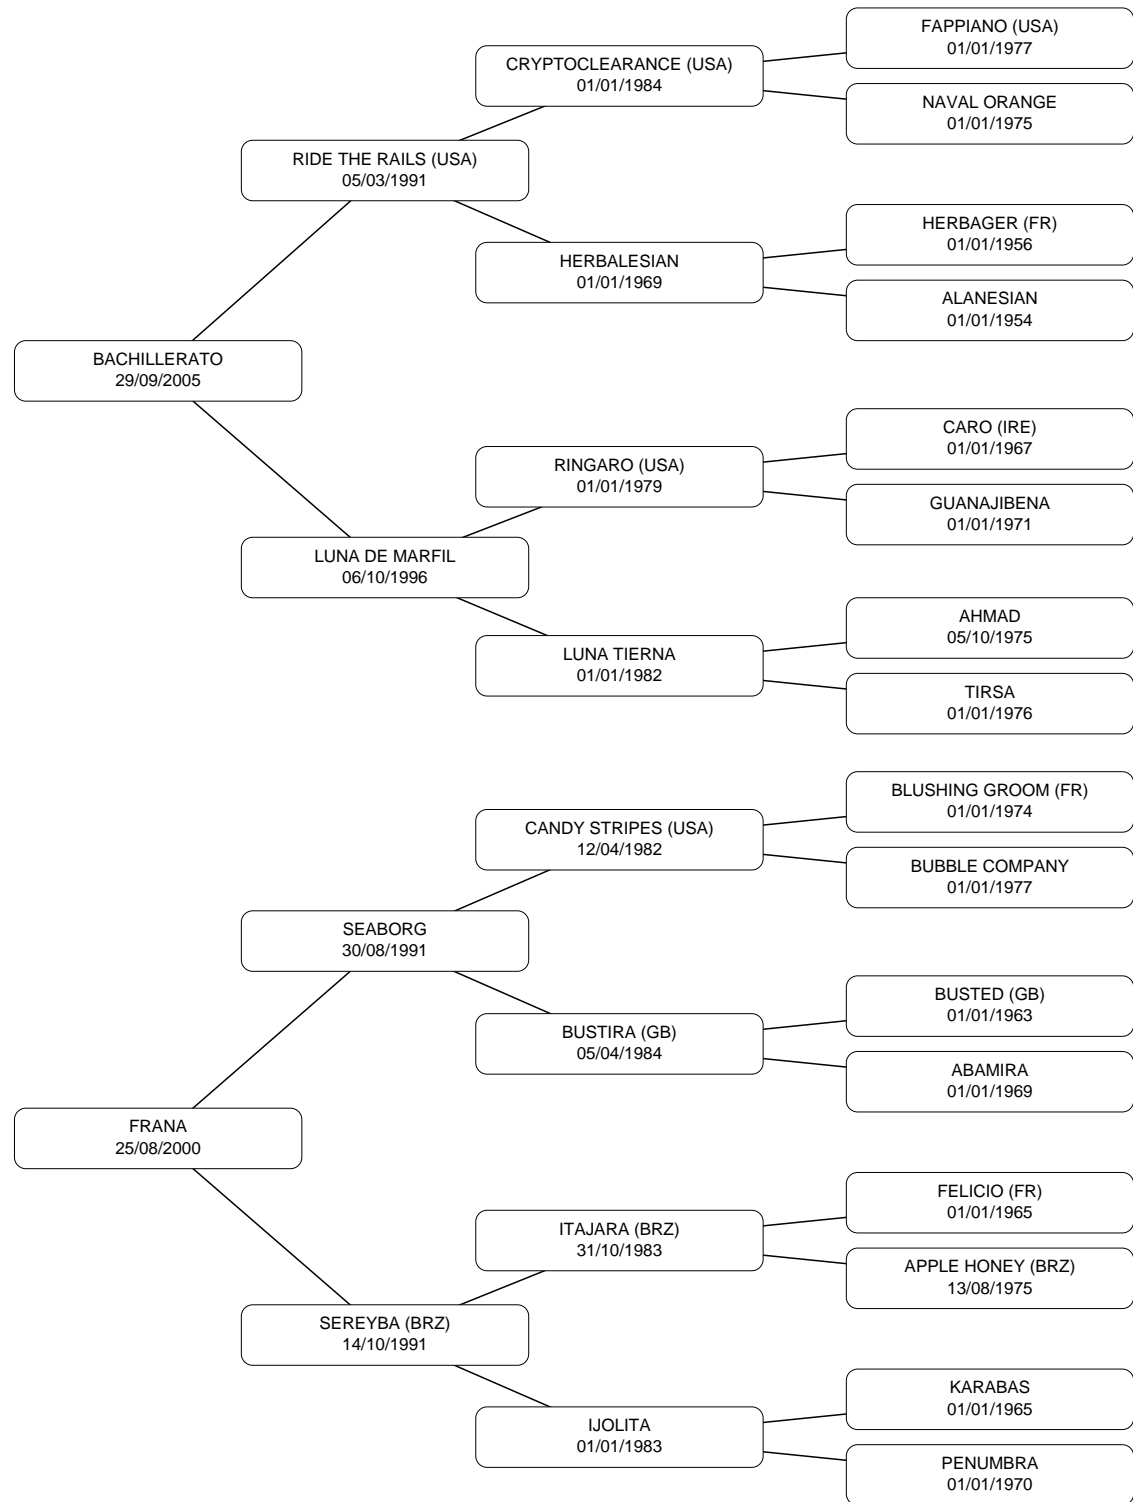 FAPPIANO (USA)
01/01/1977
CRYPTOCLEARANCE (USA)
01/01/1984
NAVAL ORANGE
01/01/1975
RIDE THE RAILS (USA)
05/03/1991
HERBAGER (FR)
01/01/1956
HERBALESIAN
01/01/1969
ALANESIAN
01/01/1954
BACHILLERATO
29/09/2005
CARO (IRE)
01/01/1967
RINGARO (USA)
01/01/1979
GUANAJIBENA
01/01/1971
LUNA DE MARFIL
06/10/1996
AHMAD
05/10/1975
LUNA TIERNA
01/01/1982
TIRSA
01/01/1976
BLUSHING GROOM (FR)
01/01/1974
CANDY STRIPES (USA)
12/04/1982
BUBBLE COMPANY
01/01/1977
SEABORG
30/08/1991
BUSTED (GB)
01/01/1963
BUSTIRA (GB)
05/04/1984
ABAMIRA
01/01/1969
FRANA
25/08/2000
FELICIO (FR)
01/01/1965
ITAJARA (BRZ)
31/10/1983
APPLE HONEY (BRZ)
13/08/1975
SEREYBA (BRZ)
14/10/1991
KARABAS
01/01/1965
IJOLITA
01/01/1983
PENUMBRA
01/01/1970